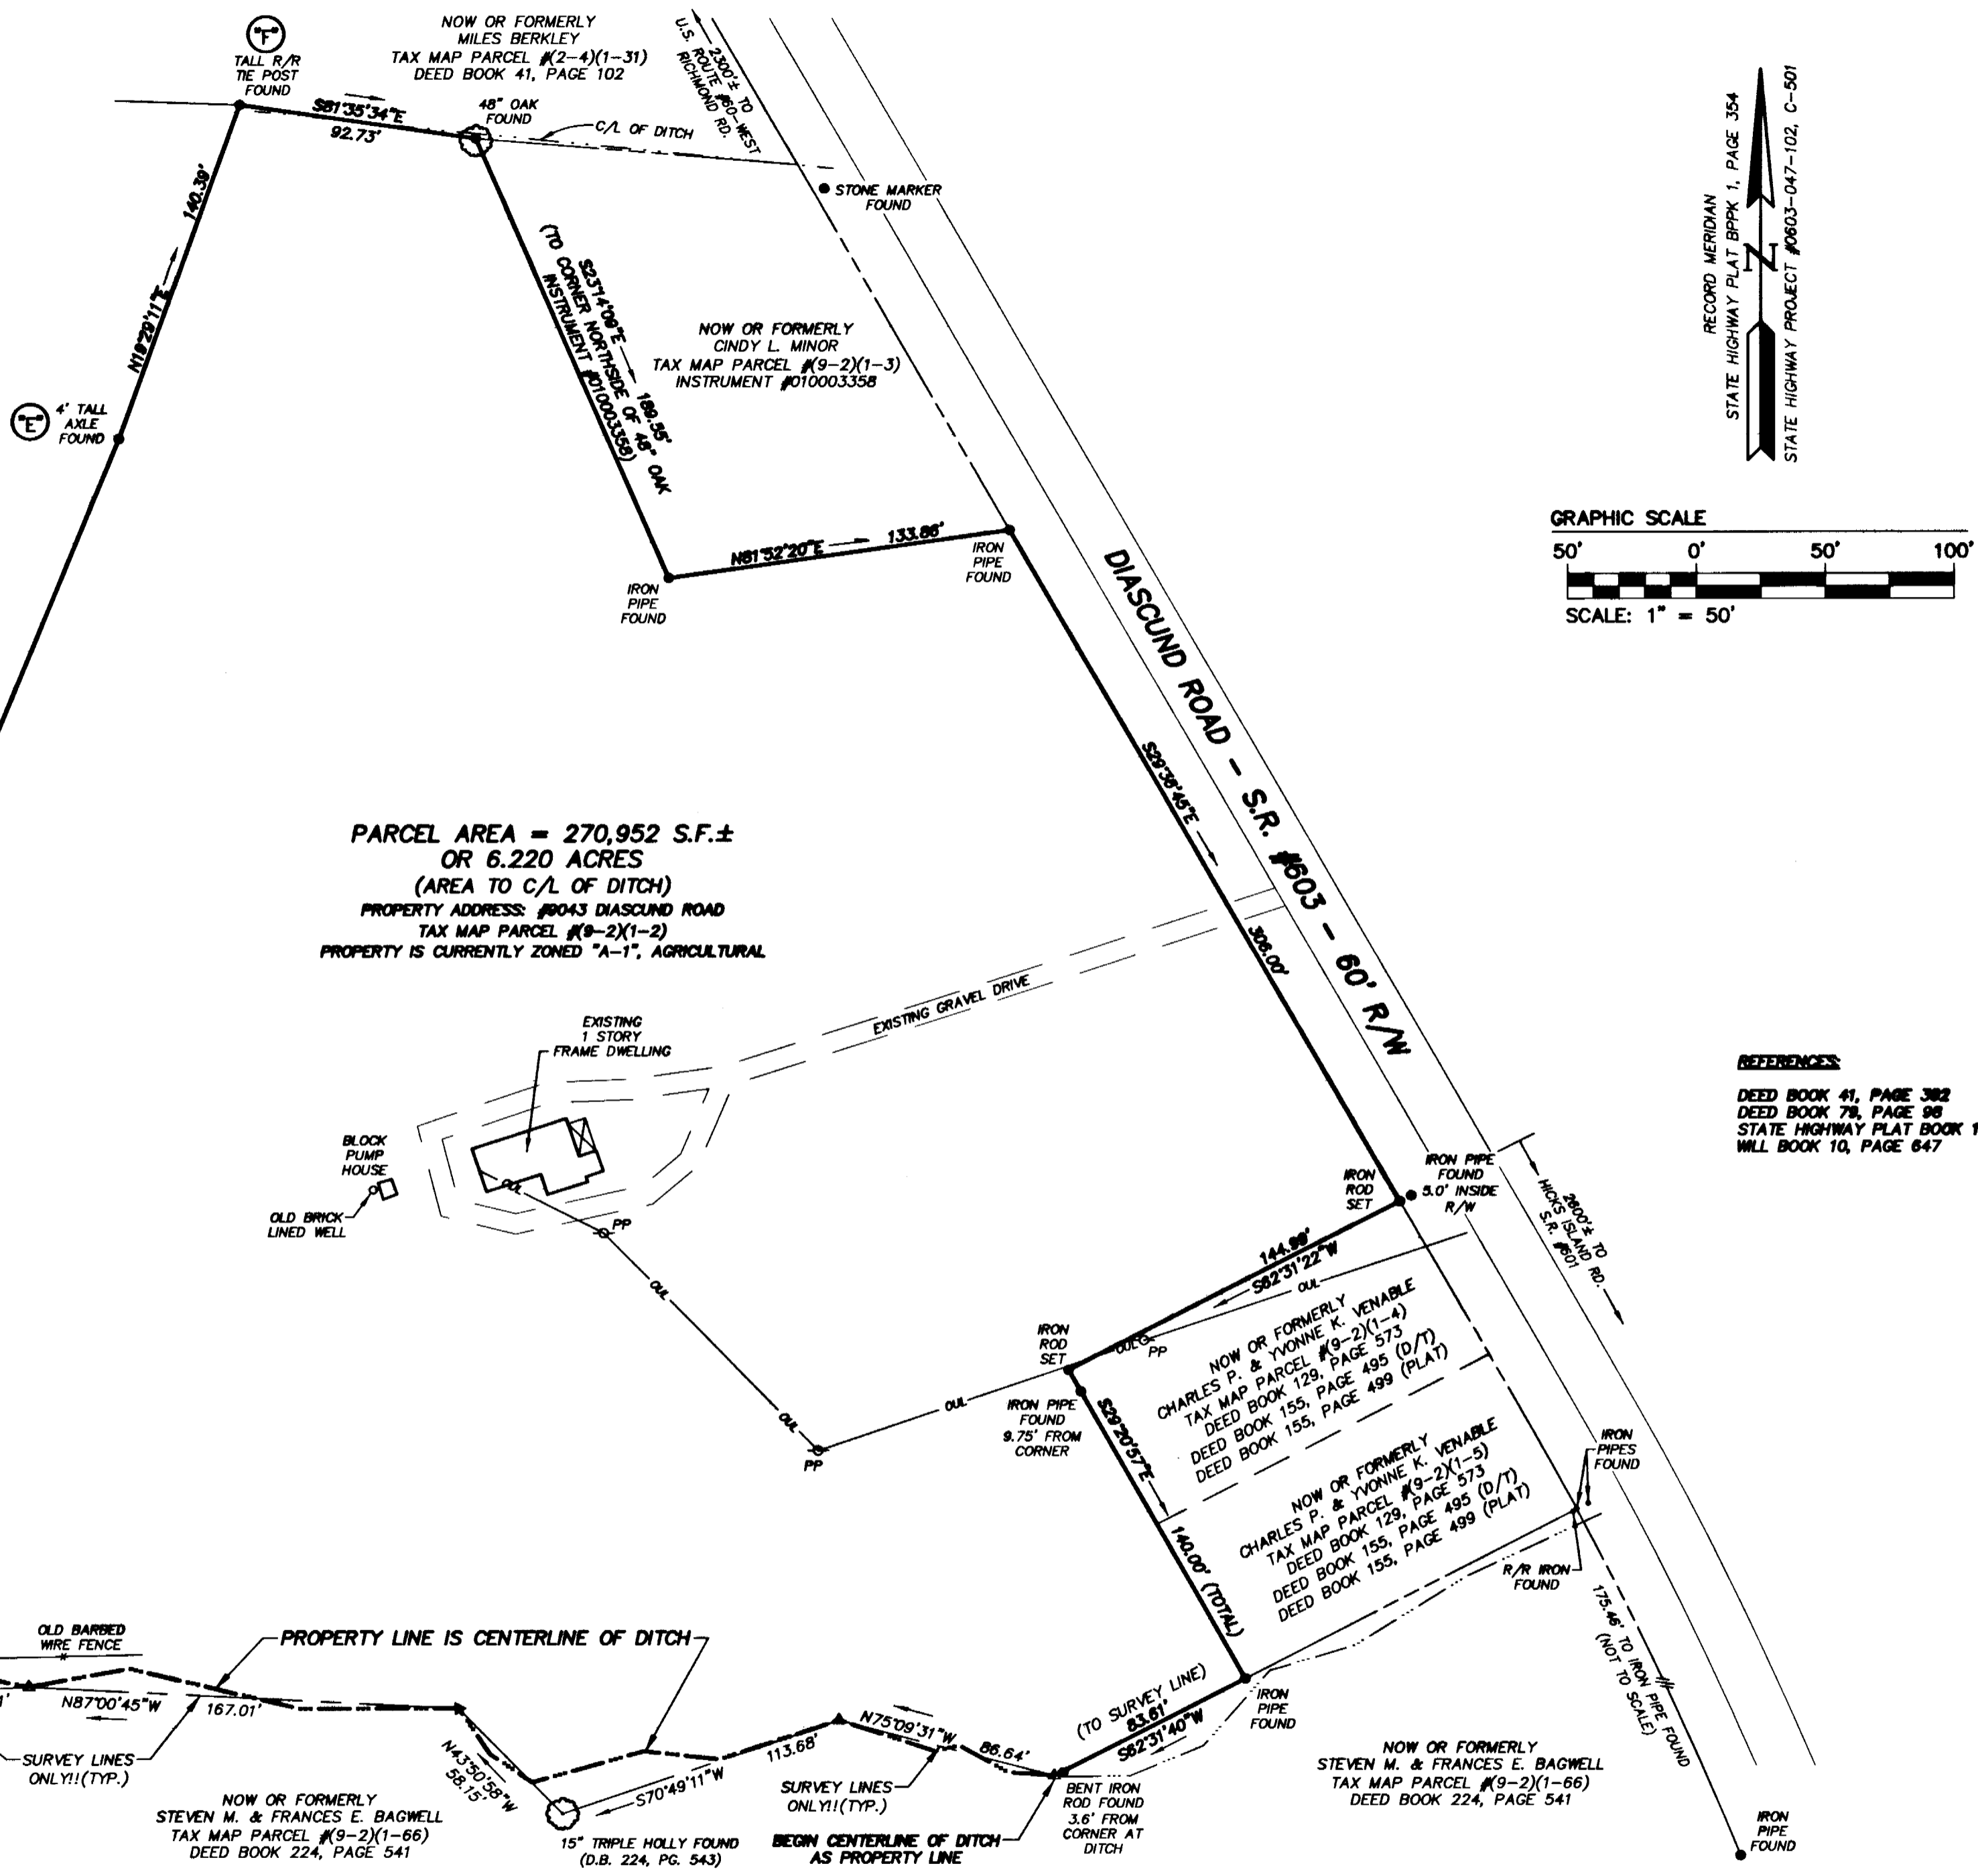 "F"
TALL R/R
TIE POST
FOUND
NOW OR FORMERLY
MILES BERKLEY
TAX MAP PARCEL #(2-4)(1-31)
DEED BOOK 41, PAGE 102
S81°35'34"E
92.73'
48" OAK
FOUND
C/L OF DITCH
2300'± TO
U.S. ROUTE #60-WEST
RICHMOND RD.
STONE MARKER
FOUND
140.39'
N19°29'11"E
"E"
4' TALL
AXLE
FOUND
S23°14'09"E 189.55'
(TO CORNER NORTHSIDE OF 48" OAK
INSTRUMENT #010003358)
NOW OR FORMERLY
CINDY L. MINOR
TAX MAP PARCEL #(9-2)(1-3)
INSTRUMENT #010003358
N81°52'20"E 133.86'
IRON
PIPE
FOUND
IRON
PIPE
FOUND
RECORD MERIDIAN
STATE HIGHWAY PLAT BPPK 1, PAGE 354
STATE HIGHWAY PROJECT #0603-047-102, C-501
N
GRAPHIC SCALE
50' 0' 50' 100'
SCALE: 1" = 50'
DIASCUND ROAD - S.R. #603 - 60' R/W
306.00'
PARCEL AREA = 270,952 S.F.±
OR 6.220 ACRES
(AREA TO C/L OF DITCH)
PROPERTY ADDRESS: #9043 DIASCUND ROAD
TAX MAP PARCEL #(9-2)(1-2)
PROPERTY IS CURRENTLY ZONED "A-1", AGRICULTURAL
EXISTING GRAVEL DRIVE
EXISTING
1 STORY
FRAME DWELLING
BLOCK
PUMP
HOUSE
OLD BRICK
LINED WELL
OUL
PP
OUL
OUL
PP
OUL
REFERENCES:
DEED BOOK 41, PAGE
DEED BOOK 79, PAGE
STATE HIGHWAY PLAT BOOK 1
WILL BOOK 10, PAGE 647
IRON
ROD
SET
IRON PIPE
FOUND
5.0' INSIDE
R/W
2600'± TO
HICKS ISLAND RD.
S.R. #601
144.99'
S62°31'22"W
OUL
OUL
PP
IRON
ROD
SET
IRON PIPE
FOUND
9.75' FROM
CORNER
NOW OR FORMERLY
CHARLES P. & YVONNE K. VENABLE
TAX MAP PARCEL #(9-2)(1-4)
DEED BOOK 129, PAGE 573
DEED BOOK 155, PAGE 495 (D/T)
DEED BOOK 155, PAGE 499 (PLAT)
S29°20'57"E
140.00' (TOTAL)
NOW OR FORMERLY
CHARLES P. & YVONNE K. VENABLE
TAX MAP PARCEL #(9-2)(1-5)
DEED BOOK 129, PAGE 573
DEED BOOK 155, PAGE 495 (D/T)
DEED BOOK 155, PAGE 499 (PLAT)
IRON
PIPES
FOUND
R/R IRON
FOUND
175.46' TO IRON PIPE FOUND
(NOT TO SCALE)
OLD BARBED
WIRE FENCE
PROPERTY LINE IS CENTERLINE OF DITCH
N87°00'45"W 167.01'
SURVEY LINES
ONLY!!(TYP.)
N43°50'58"W
58.15'
NOW OR FORMERLY
STEVEN M. & FRANCES E. BAGWELL
TAX MAP PARCEL #(9-2)(1-66)
DEED BOOK 224, PAGE 541
113.68'
S70°49'11"W
15" TRIPLE HOLLY FOUND
(D.B. 224, PG. 543)
N75°09'31"W 86.64'
SURVEY LINES
ONLY!!(TYP.)
BEGIN CENTERLINE OF DITCH
AS PROPERTY LINE
(TO SURVEY LINE)
83.61'
S62°31'40"W
IRON
PIPE
FOUND
BENT IRON
ROD FOUND
3.6' FROM
CORNER AT
DITCH
NOW OR FORMERLY
STEVEN M. & FRANCES E. BAGWELL
TAX MAP PARCEL #(9-2)(1-66)
DEED BOOK 224, PAGE 541
IRON
PIPE
FOUND